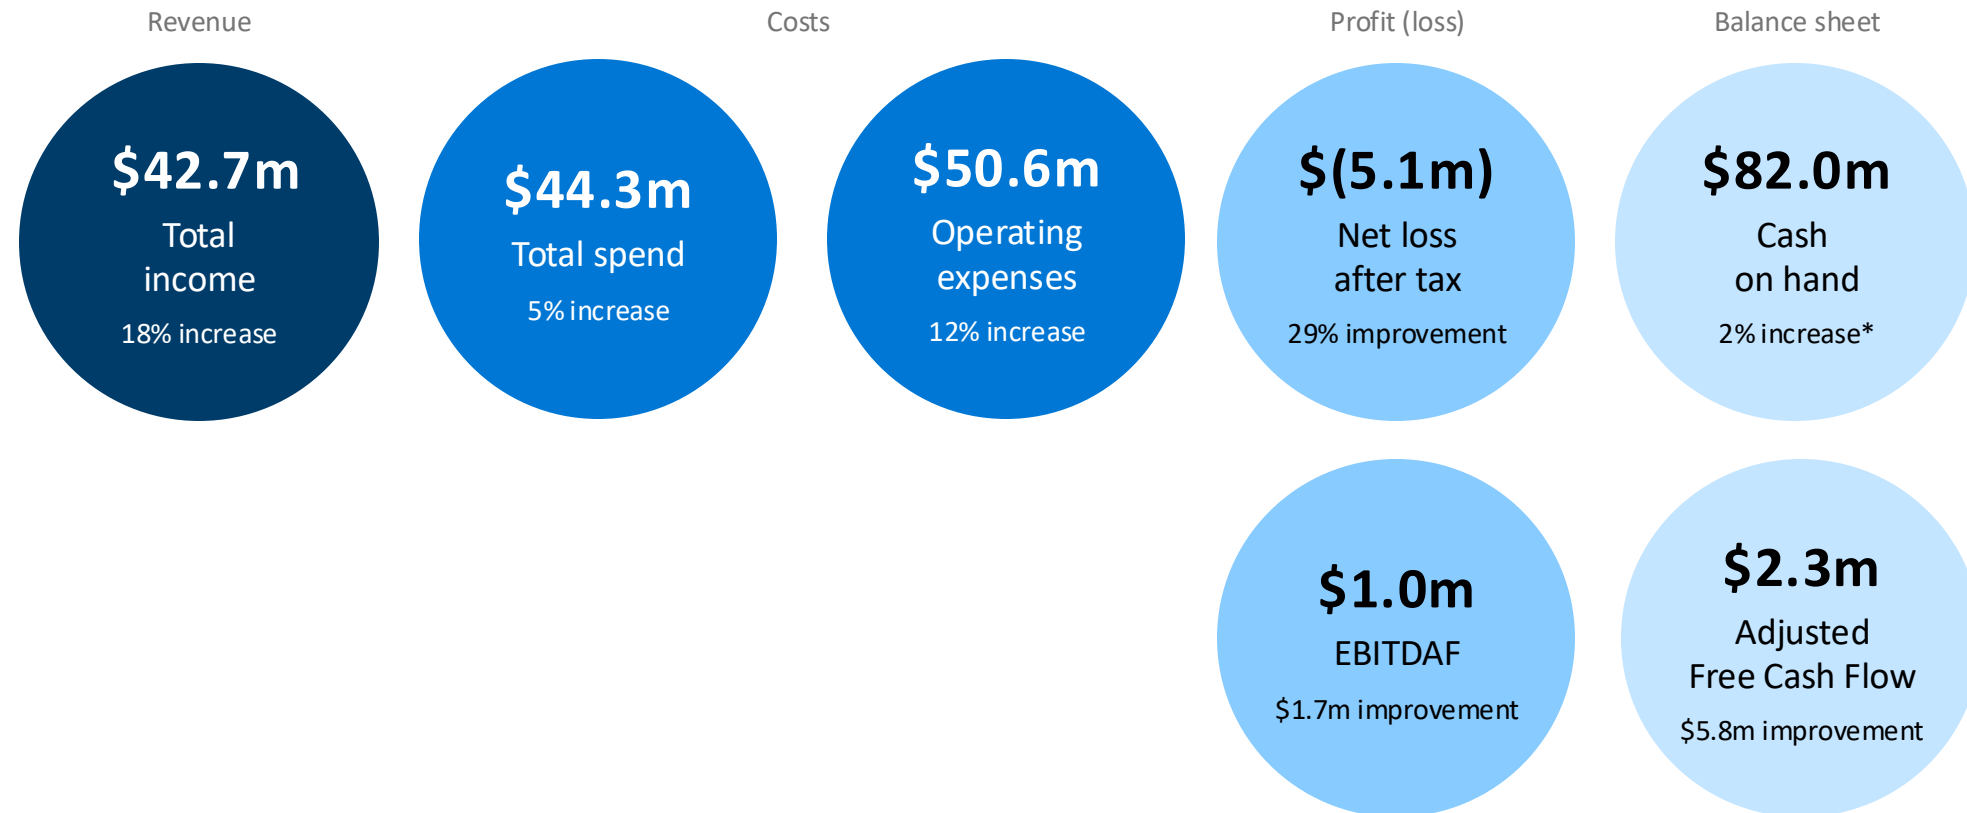 Revenue
Costs
Profit (loss)
Balance sheet
$42.7m
Total
income
18% increase
$44.3m
Total spend
5% increase
$50.6m
Operating
expenses
12% increase
$(5.1m)
Net loss
after tax
29% improvement
$82.0m
Cash
on hand
2% increase*
$1.0m
EBITDAF
$1.7m improvement
$2.3m
Adjusted
Free Cash Flow
$5.8m improvement